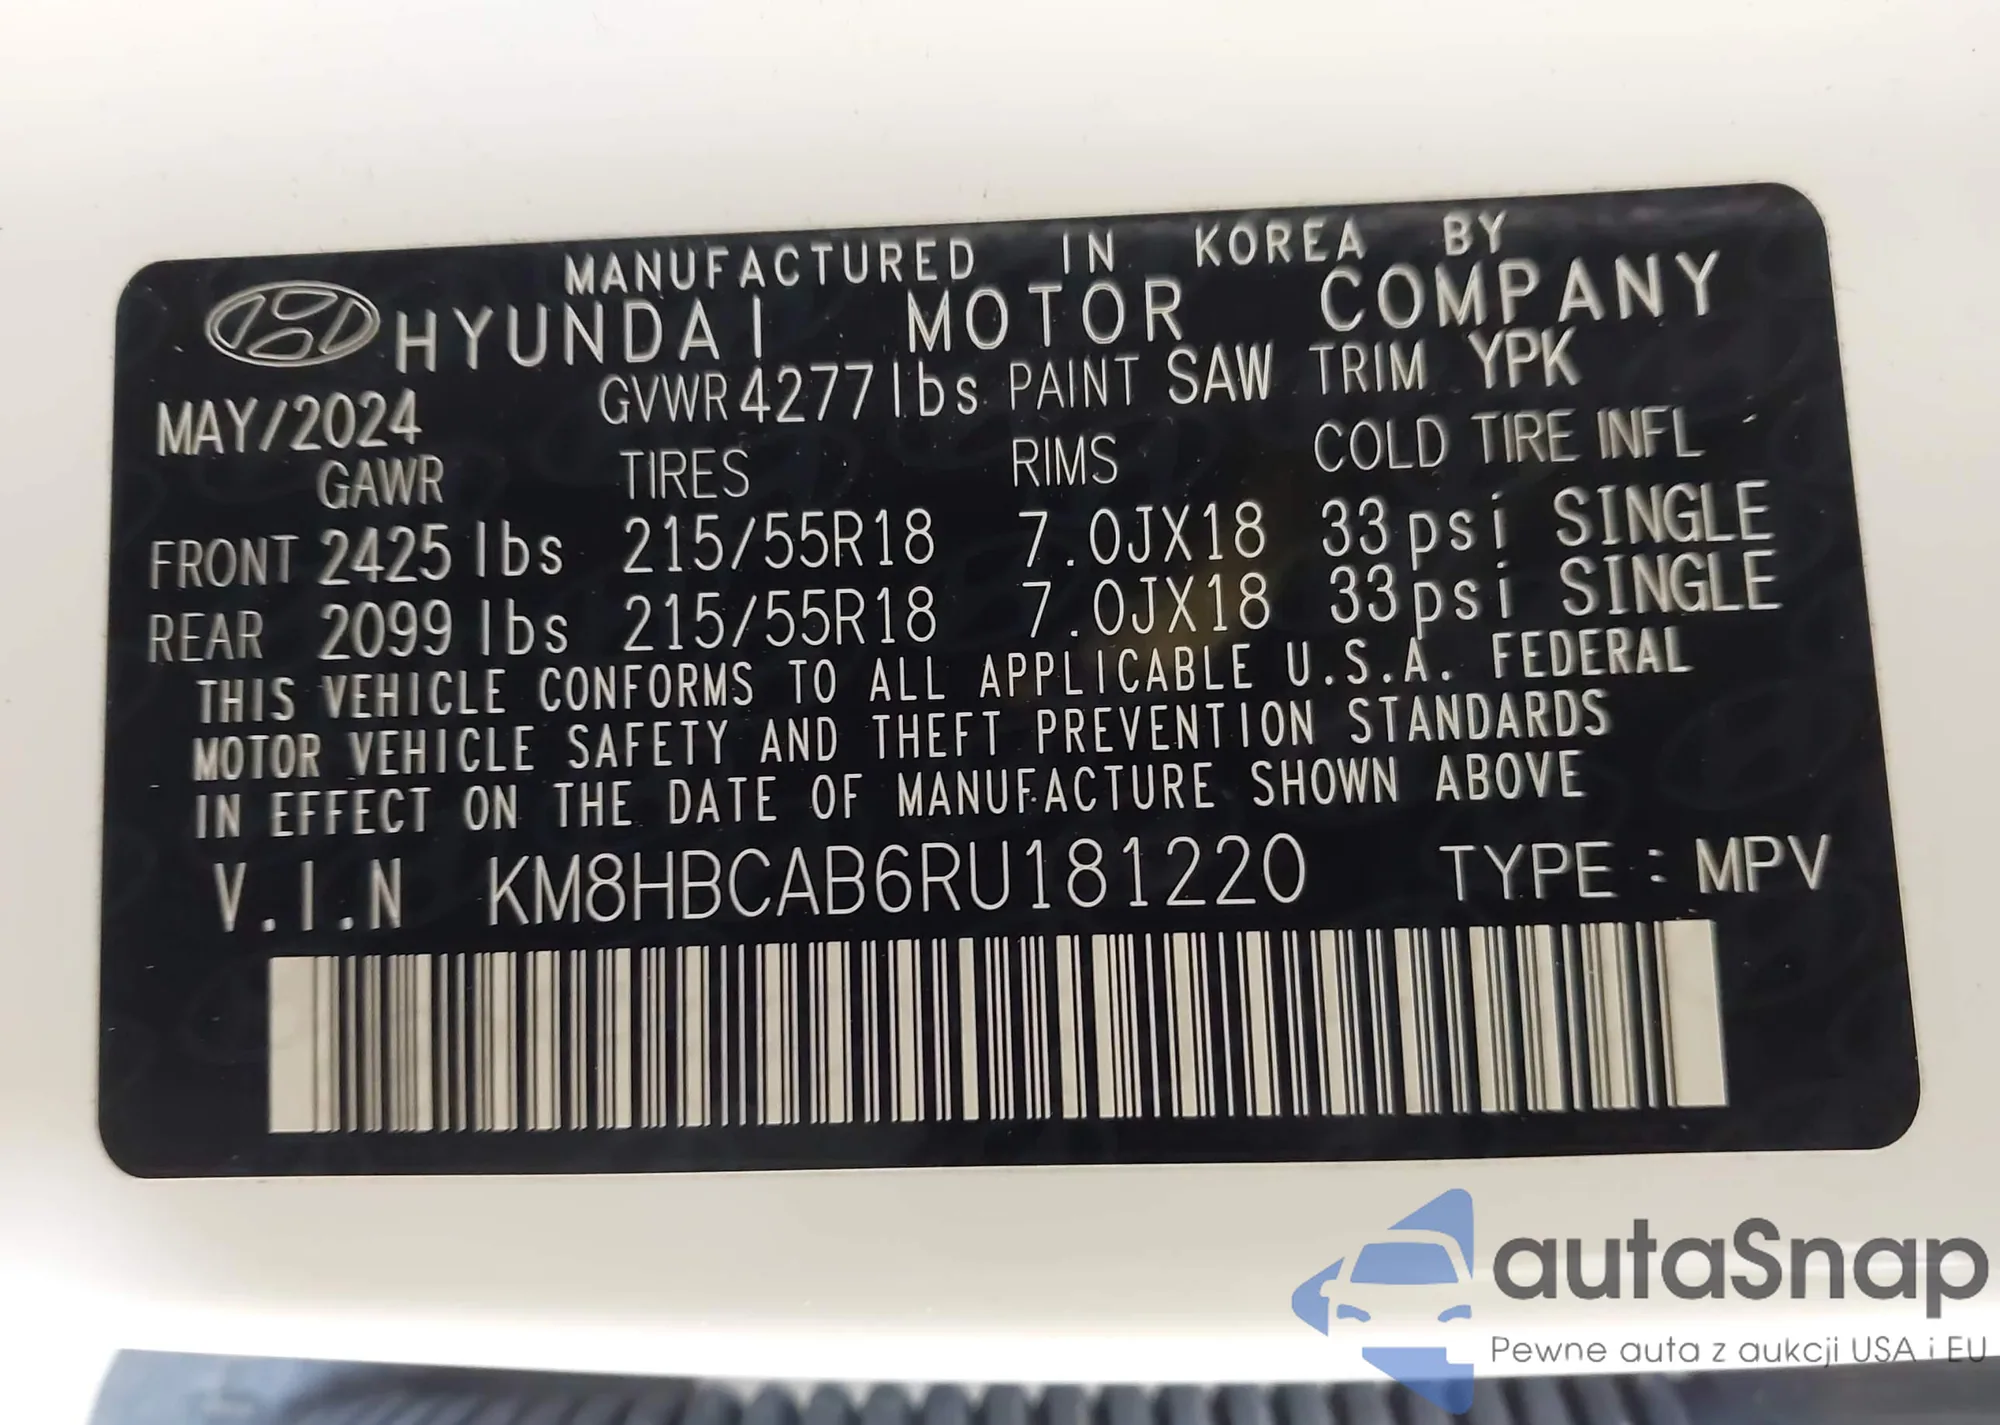 MANUFACTURED IN KOREA BY
HYUNDAI MOTOR COMPANY
MAY/2024 GVWR 4277 lbs PAINT SAW TRIM YPK
GAWR TIRES RIMS COLD TIRE INFL
FRONT 2425 lbs 215/55R18 7.0JX18 33psi SINGLE
REAR 2099 lbs 215/55R18 7.0JX18 33psi SINGLE
THIS VEHICLE CONFORMS TO ALL APPLICABLE U.S.A. FEDERAL
MOTOR VEHICLE SAFETY AND THEFT PREVENTION STANDARDS
IN EFFECT ON THE DATE OF MANUFACTURE SHOWN ABOVE
V.I.N KM8HBCAB6RU181220 TYPE : MPV
autaSnap
Pewne auta z aukcji USA i EU